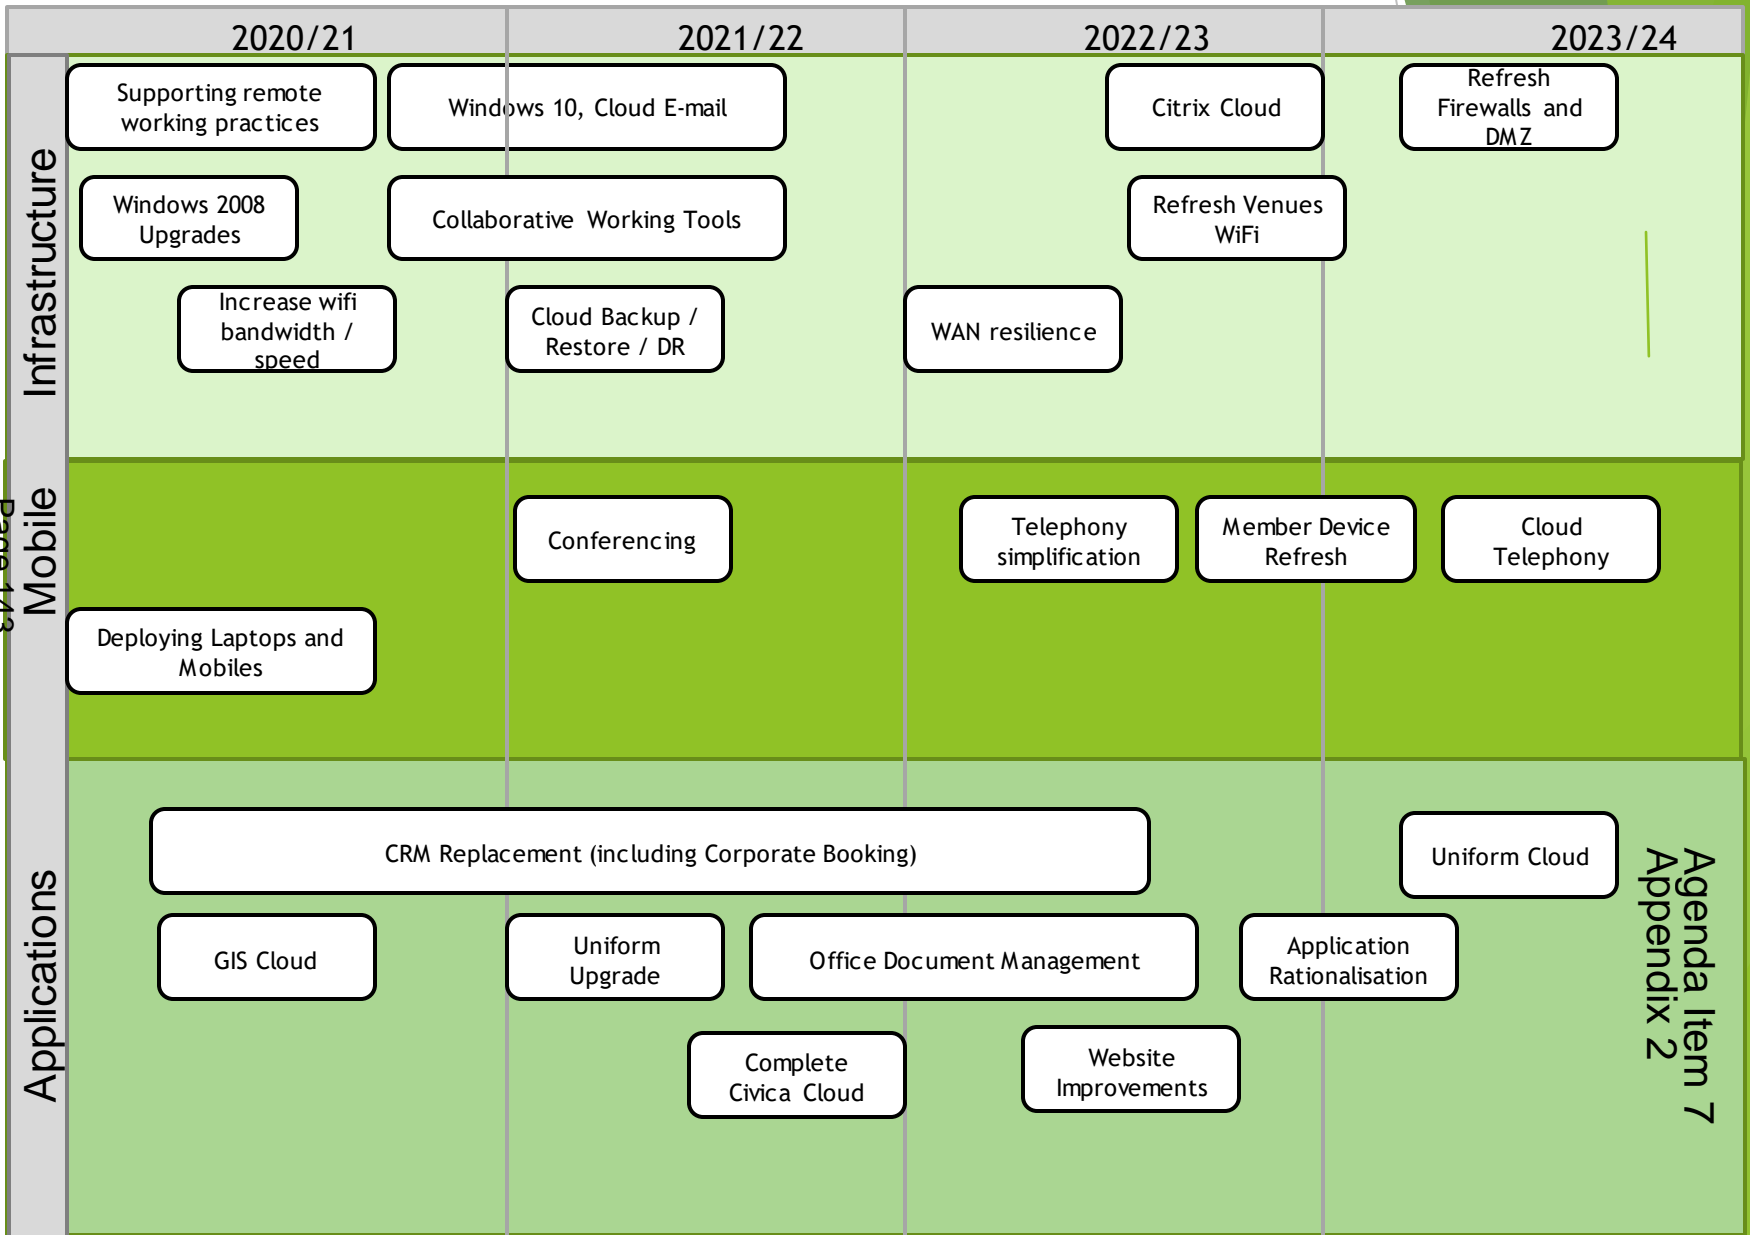 2020/21
2021/22
2022/23
2023/24
Infrastructure
Supporting remote
working practices
Windows 10, Cloud E-mail
Citrix Cloud
Refresh
Firewalls and
DMZ
Windows 2008
Upgrades
Collaborative Working Tools
Refresh Venues
WiFi
Increase wifi
bandwidth /
speed
Cloud Backup /
Restore / DR
WAN resilience
Mobile
Page 143
Conferencing
Telephony
simplification
Member Device
Refresh
Cloud
Telephony
Deploying Laptops and
Mobiles
Applications
CRM Replacement (including Corporate Booking)
Uniform Cloud
GIS Cloud
Uniform
Upgrade
Office Document Management
Application
Rationalisation
Complete
Civica Cloud
Website
Improvements
Agenda Item 7
Appendix 2